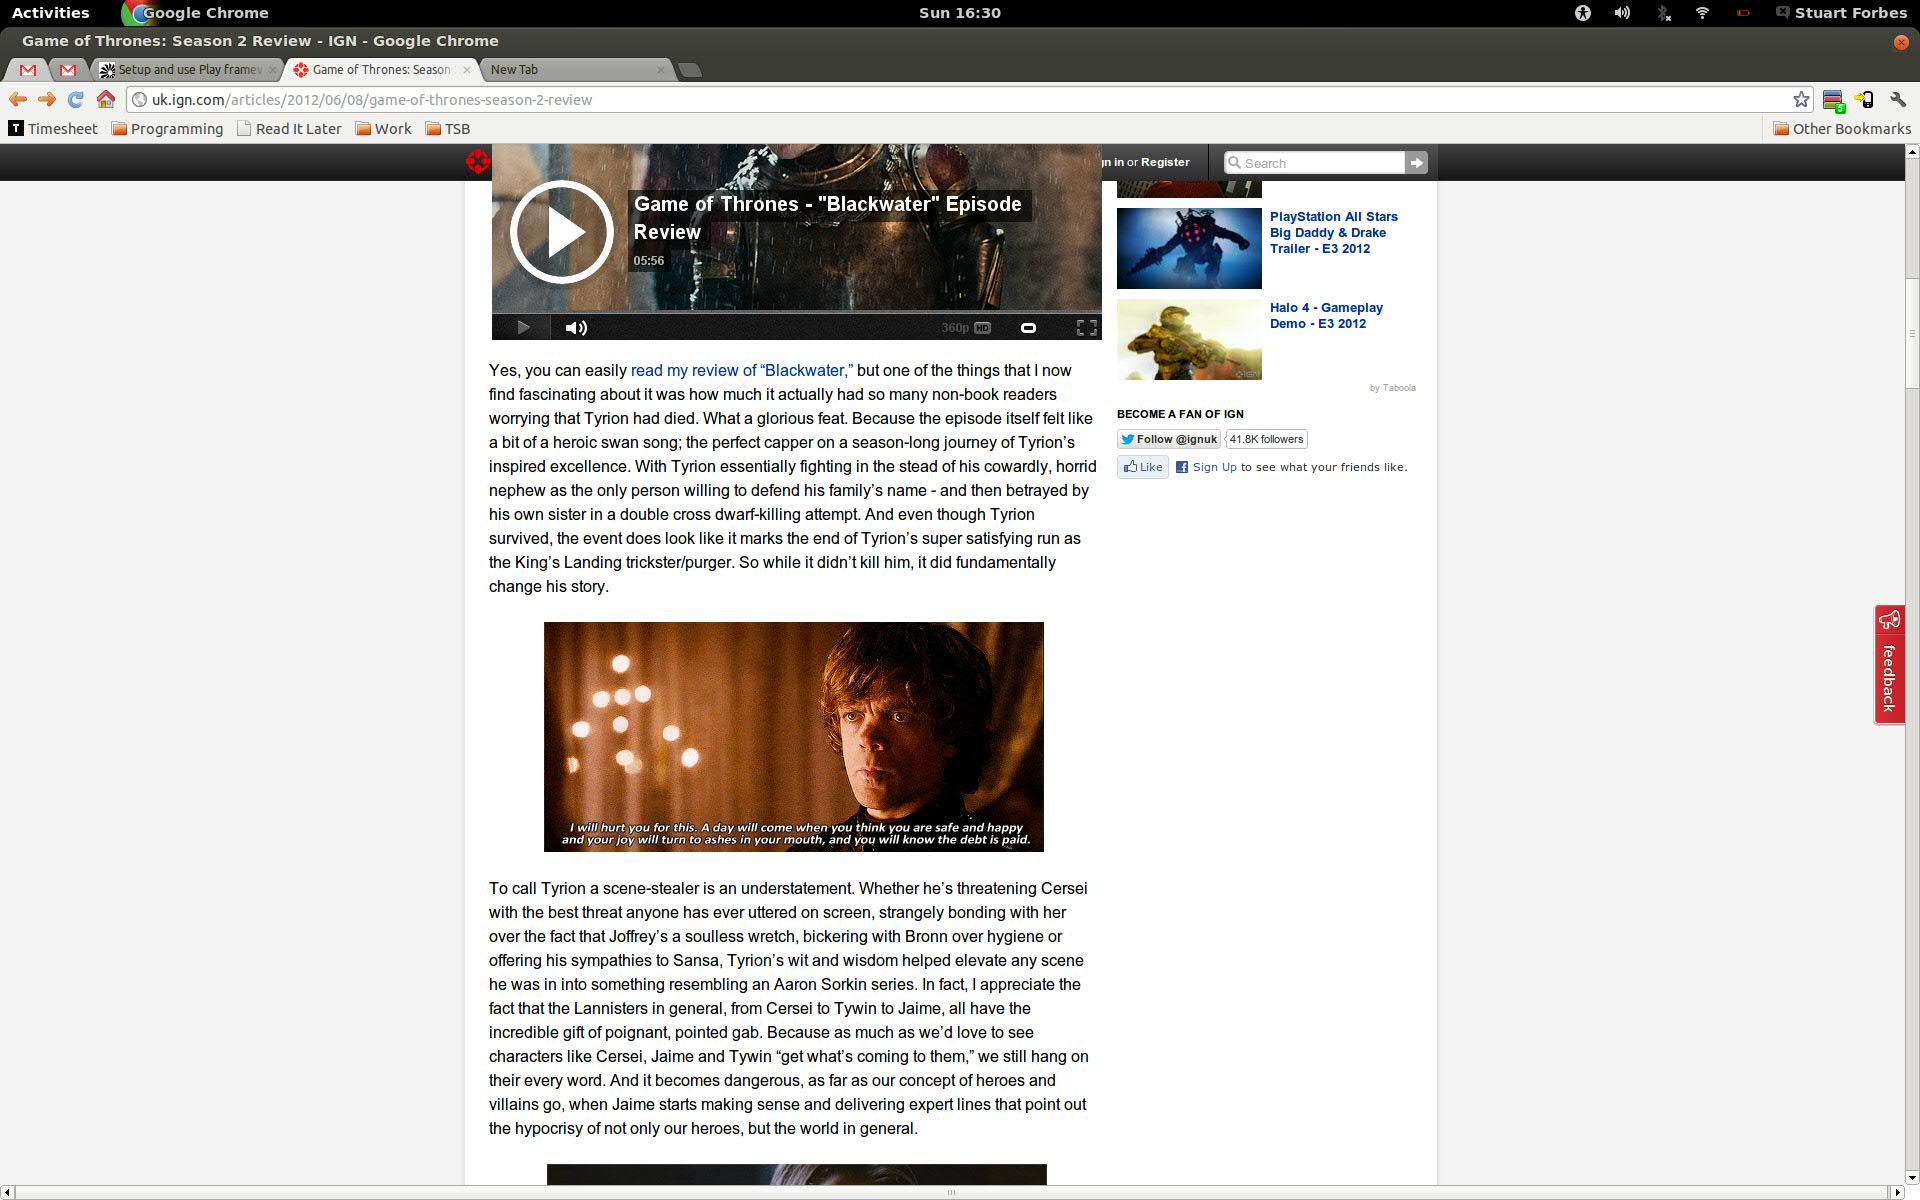 Activities
Google Chrome
Sun 16:30
Stuart Forbes
Game of Thrones: Season 2 Review - IGN - Google Chrome
Setup and use Play framew
Game of Thrones: Season
New Tab
uk.ign.com/articles/2012/06/08/game-of-thrones-season-2-review
T Timesheet
Programming
Read It Later
Work
TSB
Other Bookmarks
n in or Register
Search
Game of Thrones - "Blackwater" Episode
Review
05:56
360p HD
PlayStation All Stars
Big Daddy & Drake
Trailer - E3 2012
Halo 4 - Gameplay
Demo - E3 2012
IGN
by Taboola
BECOME A FAN OF IGN
Follow @ignuk 41.8K followers
Like Sign Up to see what your friends like.
Yes, you can easily read my review of “Blackwater,” but one of the things that I now
find fascinating about it was how much it actually had so many non-book readers
worrying that Tyrion had died. What a glorious feat. Because the episode itself felt like
a bit of a heroic swan song; the perfect capper on a season-long journey of Tyrion’s
inspired excellence. With Tyrion essentially fighting in the stead of his cowardly, horrid
nephew as the only person willing to defend his family’s name - and then betrayed by
his own sister in a double cross dwarf-killing attempt. And even though Tyrion
survived, the event does look like it marks the end of Tyrion’s super satisfying run as
the King’s Landing trickster/purger. So while it didn’t kill him, it did fundamentally
change his story.
I will hurt you for this. A day will come when you think you are safe and happy
and your joy will turn to ashes in your mouth, and you will know the debt is paid.
feedback
To call Tyrion a scene-stealer is an understatement. Whether he’s threatening Cersei
with the best threat anyone has ever uttered on screen, strangely bonding with her
over the fact that Joffrey’s a soulless wretch, bickering with Bronn over hygiene or
offering his sympathies to Sansa, Tyrion’s wit and wisdom helped elevate any scene
he was in into something resembling an Aaron Sorkin series. In fact, I appreciate the
fact that the Lannisters in general, from Cersei to Tywin to Jaime, all have the
incredible gift of poignant, pointed gab. Because as much as we’d love to see
characters like Cersei, Jaime and Tywin “get what’s coming to them,” we still hang on
their every word. And it becomes dangerous, as far as our concept of heroes and
villains go, when Jaime starts making sense and delivering expert lines that point out
the hypocrisy of not only our heroes, but the world in general.